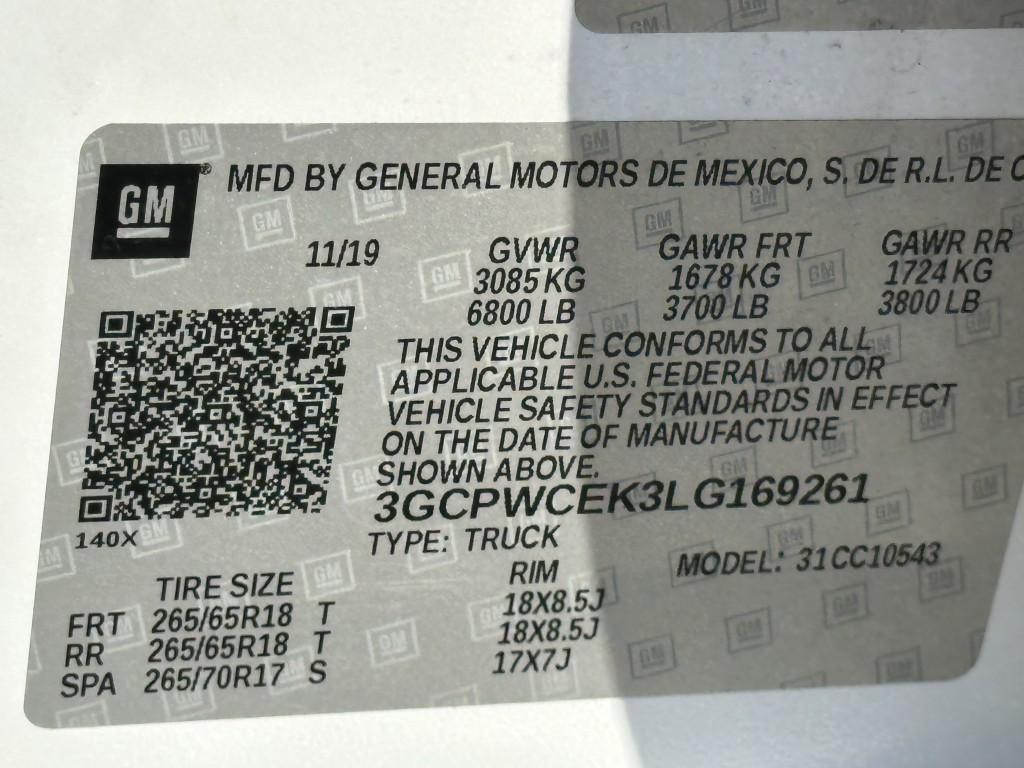 GM® MFD BY GENERAL MOTORS DE MEXICO, S. DE R.L. DE C
11/19 GVWR GAWR FRT GAWR RR
3085 KG 1678 KG 1724 KG
6800 LB 3700 LB 3800 LB
THIS VEHICLE CONFORMS TO ALL
APPLICABLE U.S. FEDERAL MOTOR
VEHICLE SAFETY STANDARDS IN EFFECT
ON THE DATE OF MANUFACTURE
SHOWN ABOVE.
3GCPWCEK3LG169261
140X TYPE: TRUCK MODEL: 31CC10543
TIRE SIZE RIM
FRT 265/65R18 T 18X8.5J
RR 265/65R18 T 18X8.5J
SPA 265/70R17 S 17X7J